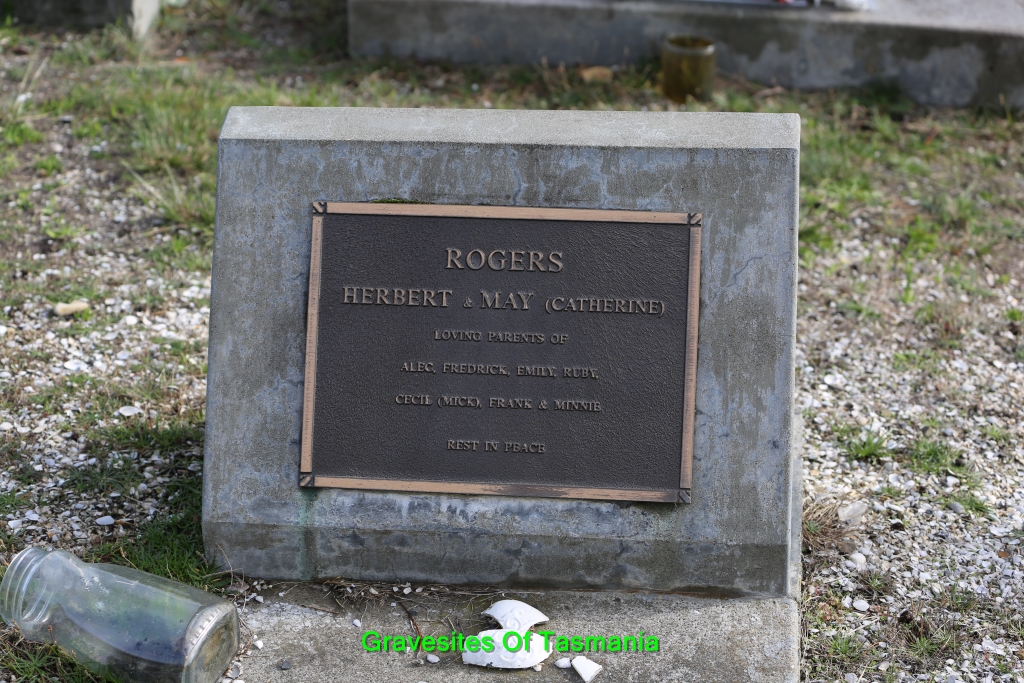 ROGERS
HERBERT & MAY (CATHERINE)
LOVING PARENTS OF
ALEC, FREDRICK, EMILY, RUBY,
CECIL (MICK), FRANK & MINNIE
REST IN PEACE
Gravesites Of Tasmania